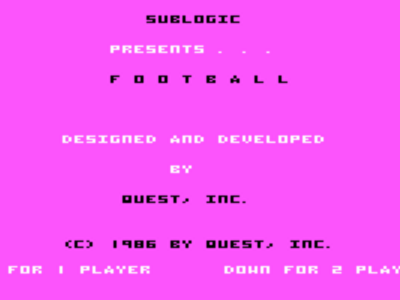 SUBLOGIC
PRESENTS . . .
F O O T B A L L
DESIGNED AND DEVELOPED
BY
QUEST, INC.
(C) 1986 BY QUEST, INC.
FOR 1 PLAYER DOWN FOR 2 PLAY